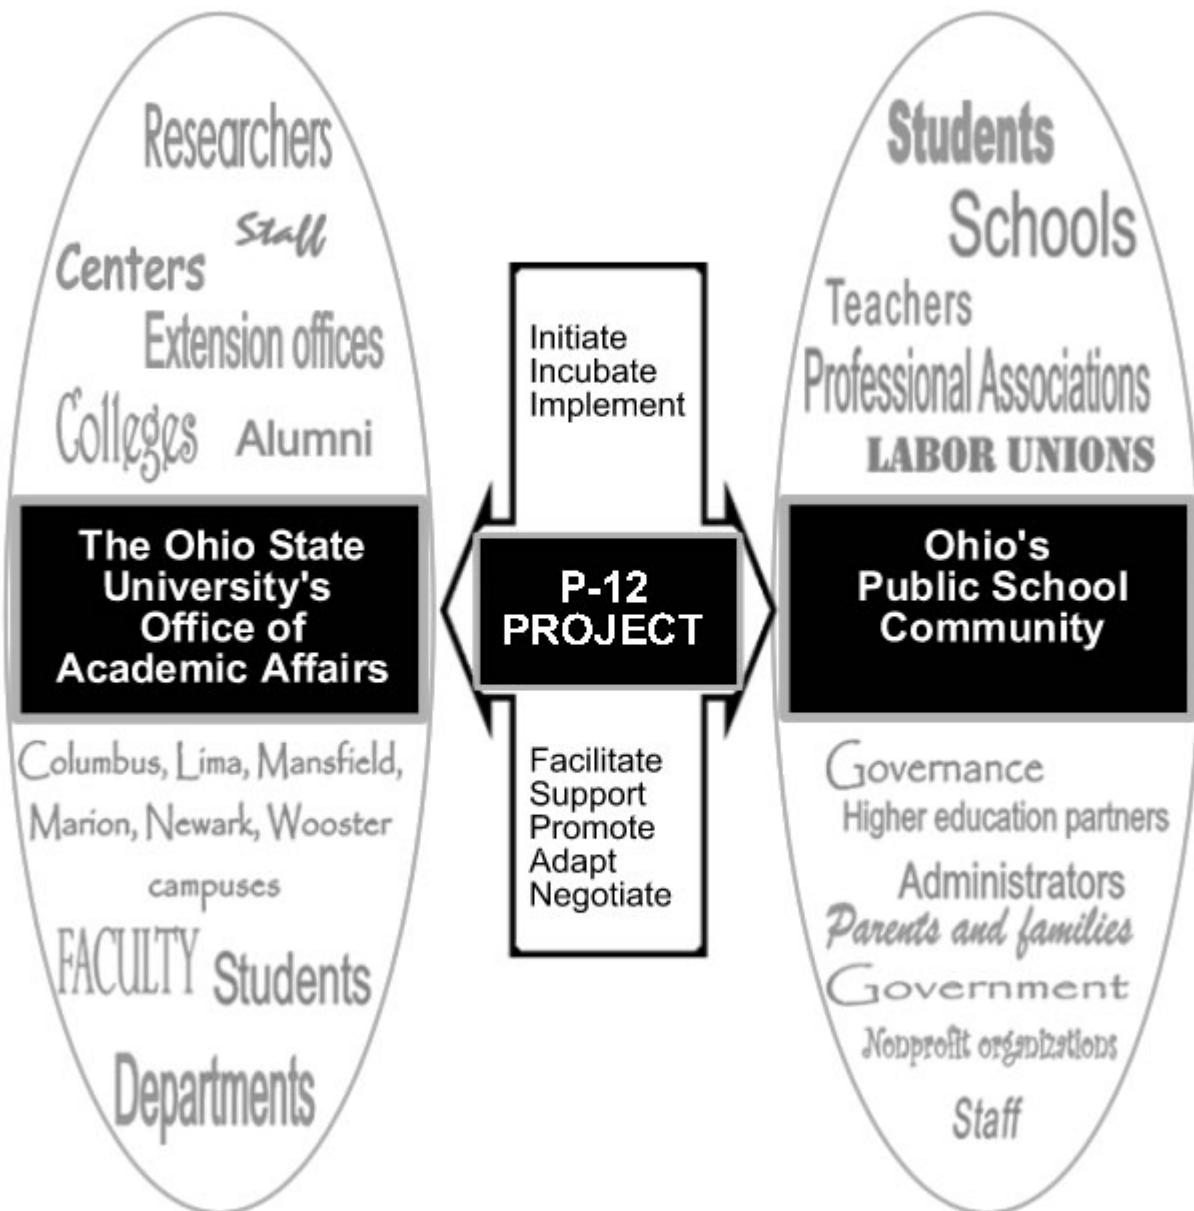 Researchers
Staff
Centers
Extension offices
Colleges Alumni
The Ohio State
University's
Office of
Academic Affairs
Columbus, Lima, Mansfield,
Marion, Newark, Wooster
campuses
FACULTY Students
Departments
Initiate
Incubate
Implement
P-12
PROJECT
Facilitate
Support
Promote
Adapt
Negotiate
Students
Schools
Teachers
Professional Associations
LABOR UNIONS
Ohio's
Public School
Community
Governance
Higher education partners
Administrators
Parents and families
Government
Nonprofit organizations
Staff